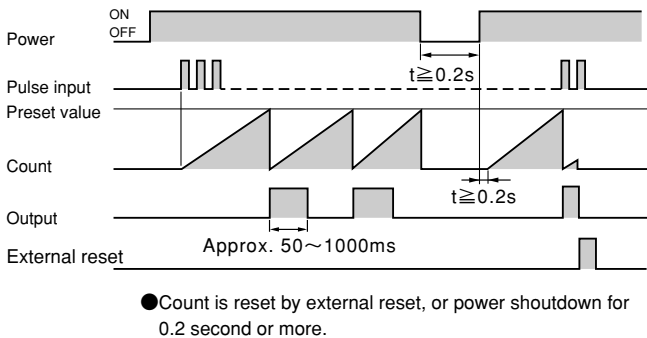 ON
OFF
Power
t≧0.2s
Pulse input
Preset value
Count
t≧0.2s
Output
Approx. 50～1000ms
External reset
●Count is reset by external reset, or power shoutdown for
0.2 second or more.